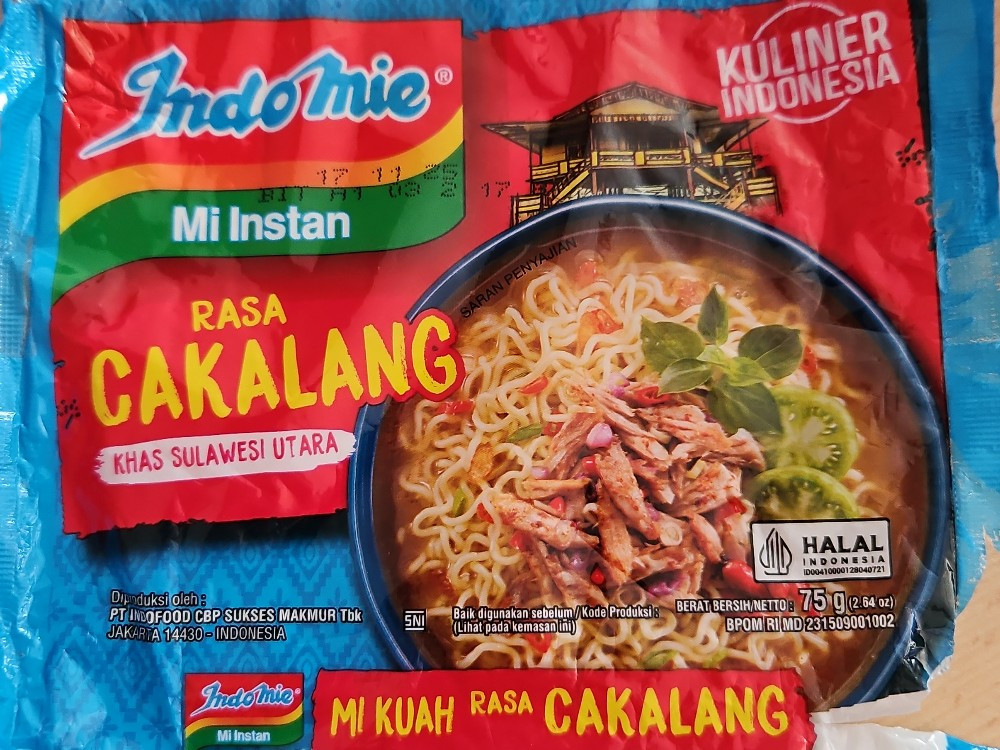 IndoMie®
Mi Instan
KULINER
INDONESIA
17 11
17
RASA
CAKALANG
KHAS SULAWESI UTARA
SARAN PENYAJIAN
HALAL
INDONESIA
ID00410000128040721
Diproduksi oleh :
PT INDOFOOD CBP SUKSES MAKMUR Tbk
JAKARTA 14430 - INDONESIA
SNI
Baik digunakan sebelum / Kode Produksi :
(Lihat pada kemasan ini)
BERAT BERSIH/NETTO : 75 g (2.64 oz)
BPOM RI MD 231509001002
IndoMie
Mi Instan
MI KUAH RASA CAKALANG